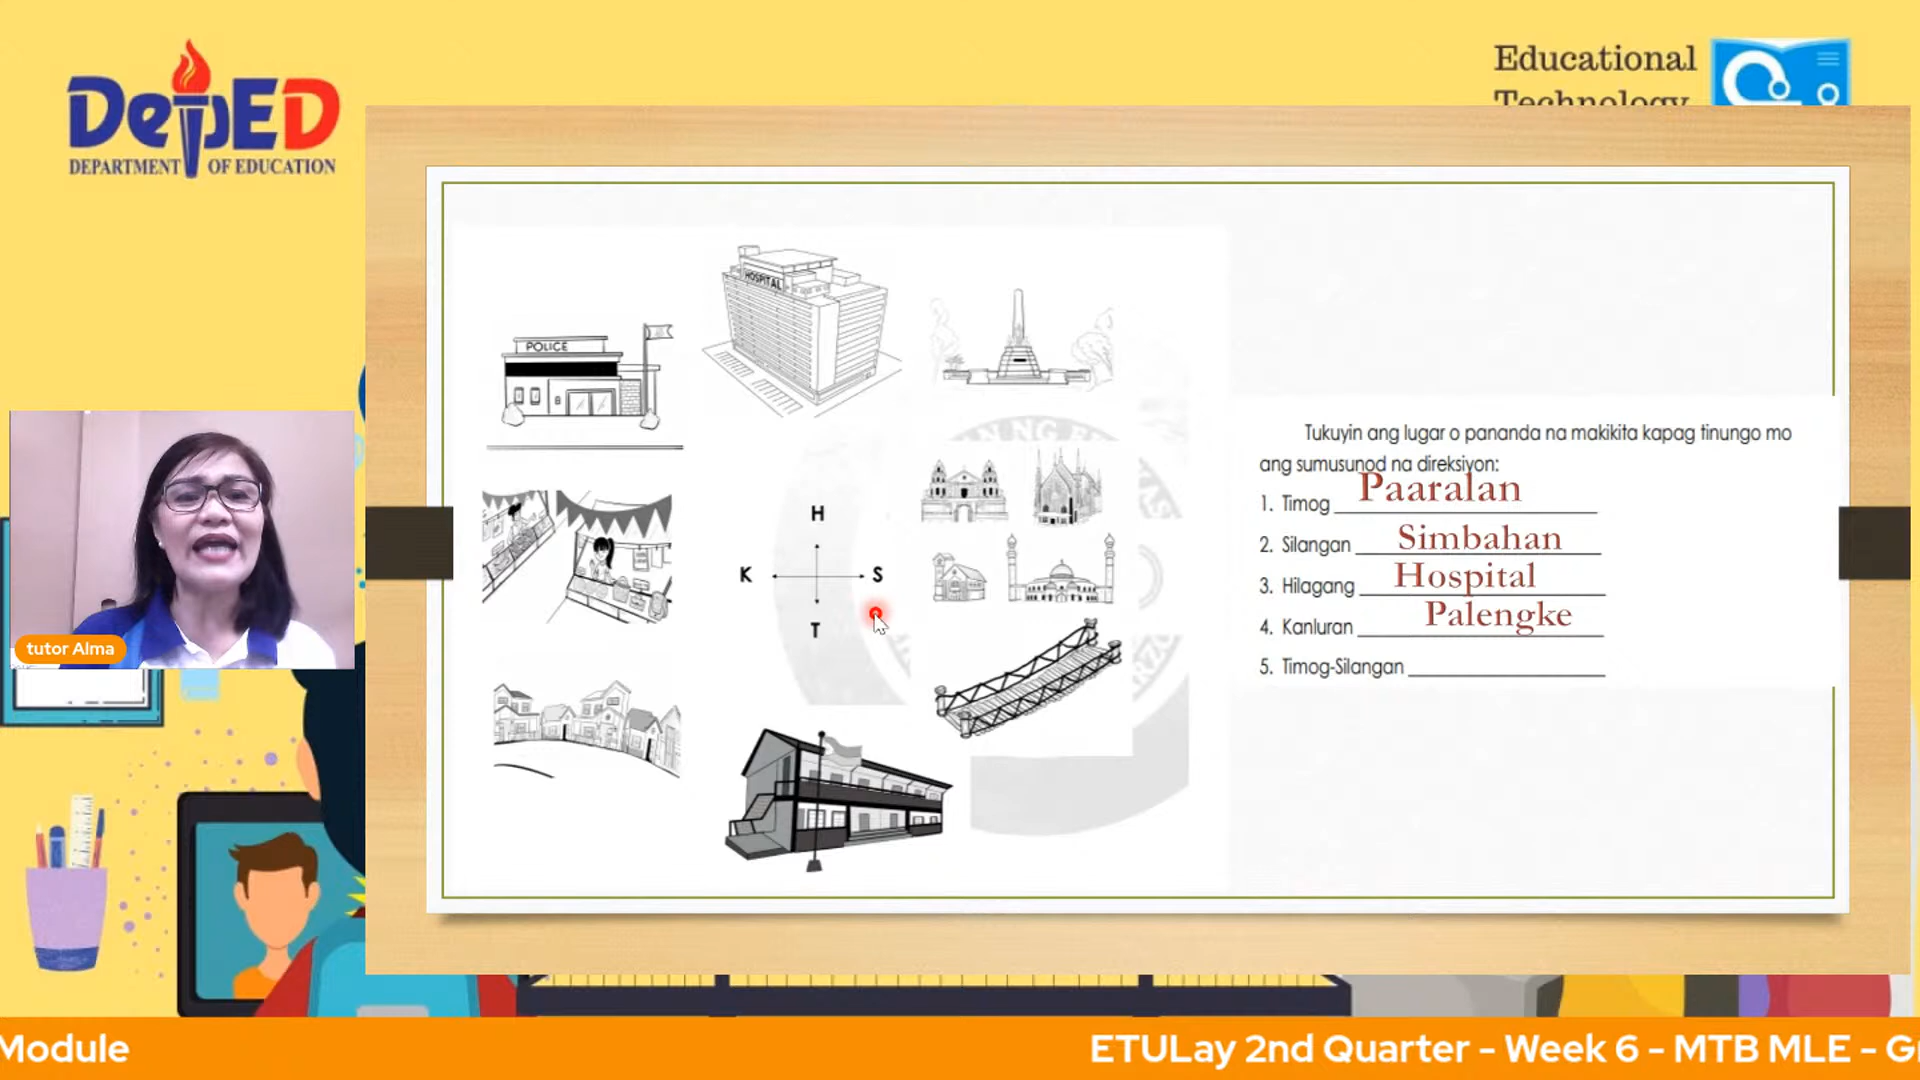 DepED
DEPARTMENT OF EDUCATION
Educational
Technology
HOSPITAL
POLICE
H
K
S
T
Tukuyin ang lugar o pananda na makikita kapag tinungo mo
ang sumusunod na direksiyon:
1. Timog Paaralan
2. Silangan Simbahan
3. Hilagang Hospital
4. Kanluran Palengke
5. Timog-Silangan
tutor Alma
Module
ETULay 2nd Quarter - Week 6 - MTB MLE - G